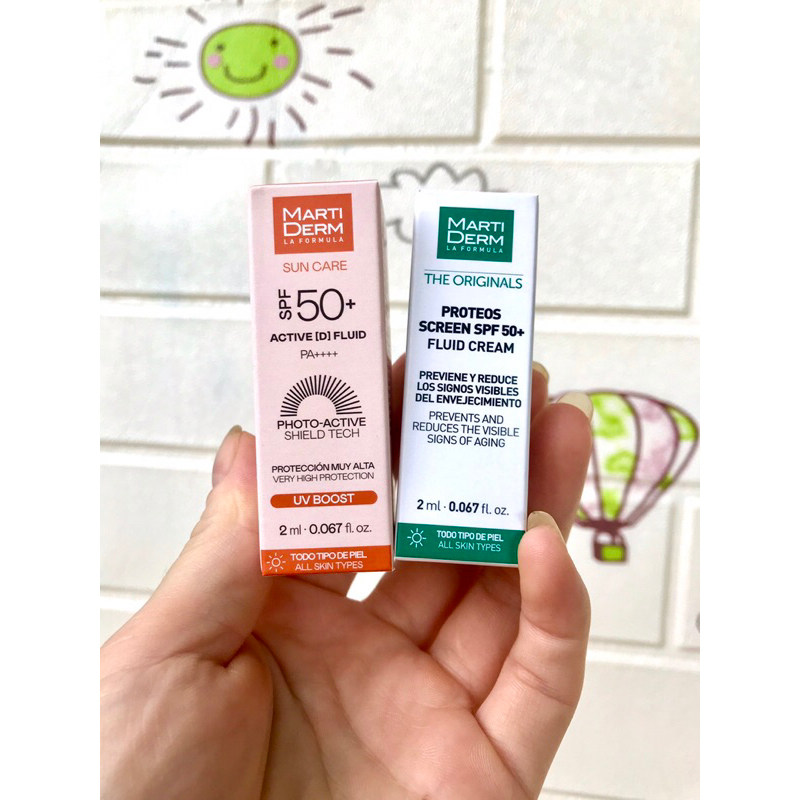 MARTI
DERM
LA FORMULA
SUN CARE
SPF 50+
ACTIVE [D] FLUID
PA++++
PHOTO-ACTIVE
SHIELD TECH
PROTECCIÓN MUY ALTA
VERY HIGH PROTECTION
UV BOOST
2 ml · 0.067 fl. oz.
TODO TIPO DE PIEL
ALL SKIN TYPES
MARTI
DERM
LA FORMULA
THE ORIGINALS
PROTEOS
SCREEN SPF 50+
FLUID CREAM
PREVIENE Y REDUCE
LOS SIGNOS VISIBLES
DEL ENVEJECIMIENTO
PREVENTS AND
REDUCES THE VISIBLE
SIGNS OF AGING
2 ml · 0.067 fl. oz.
TODO TIPO DE PIEL
ALL SKIN TYPES